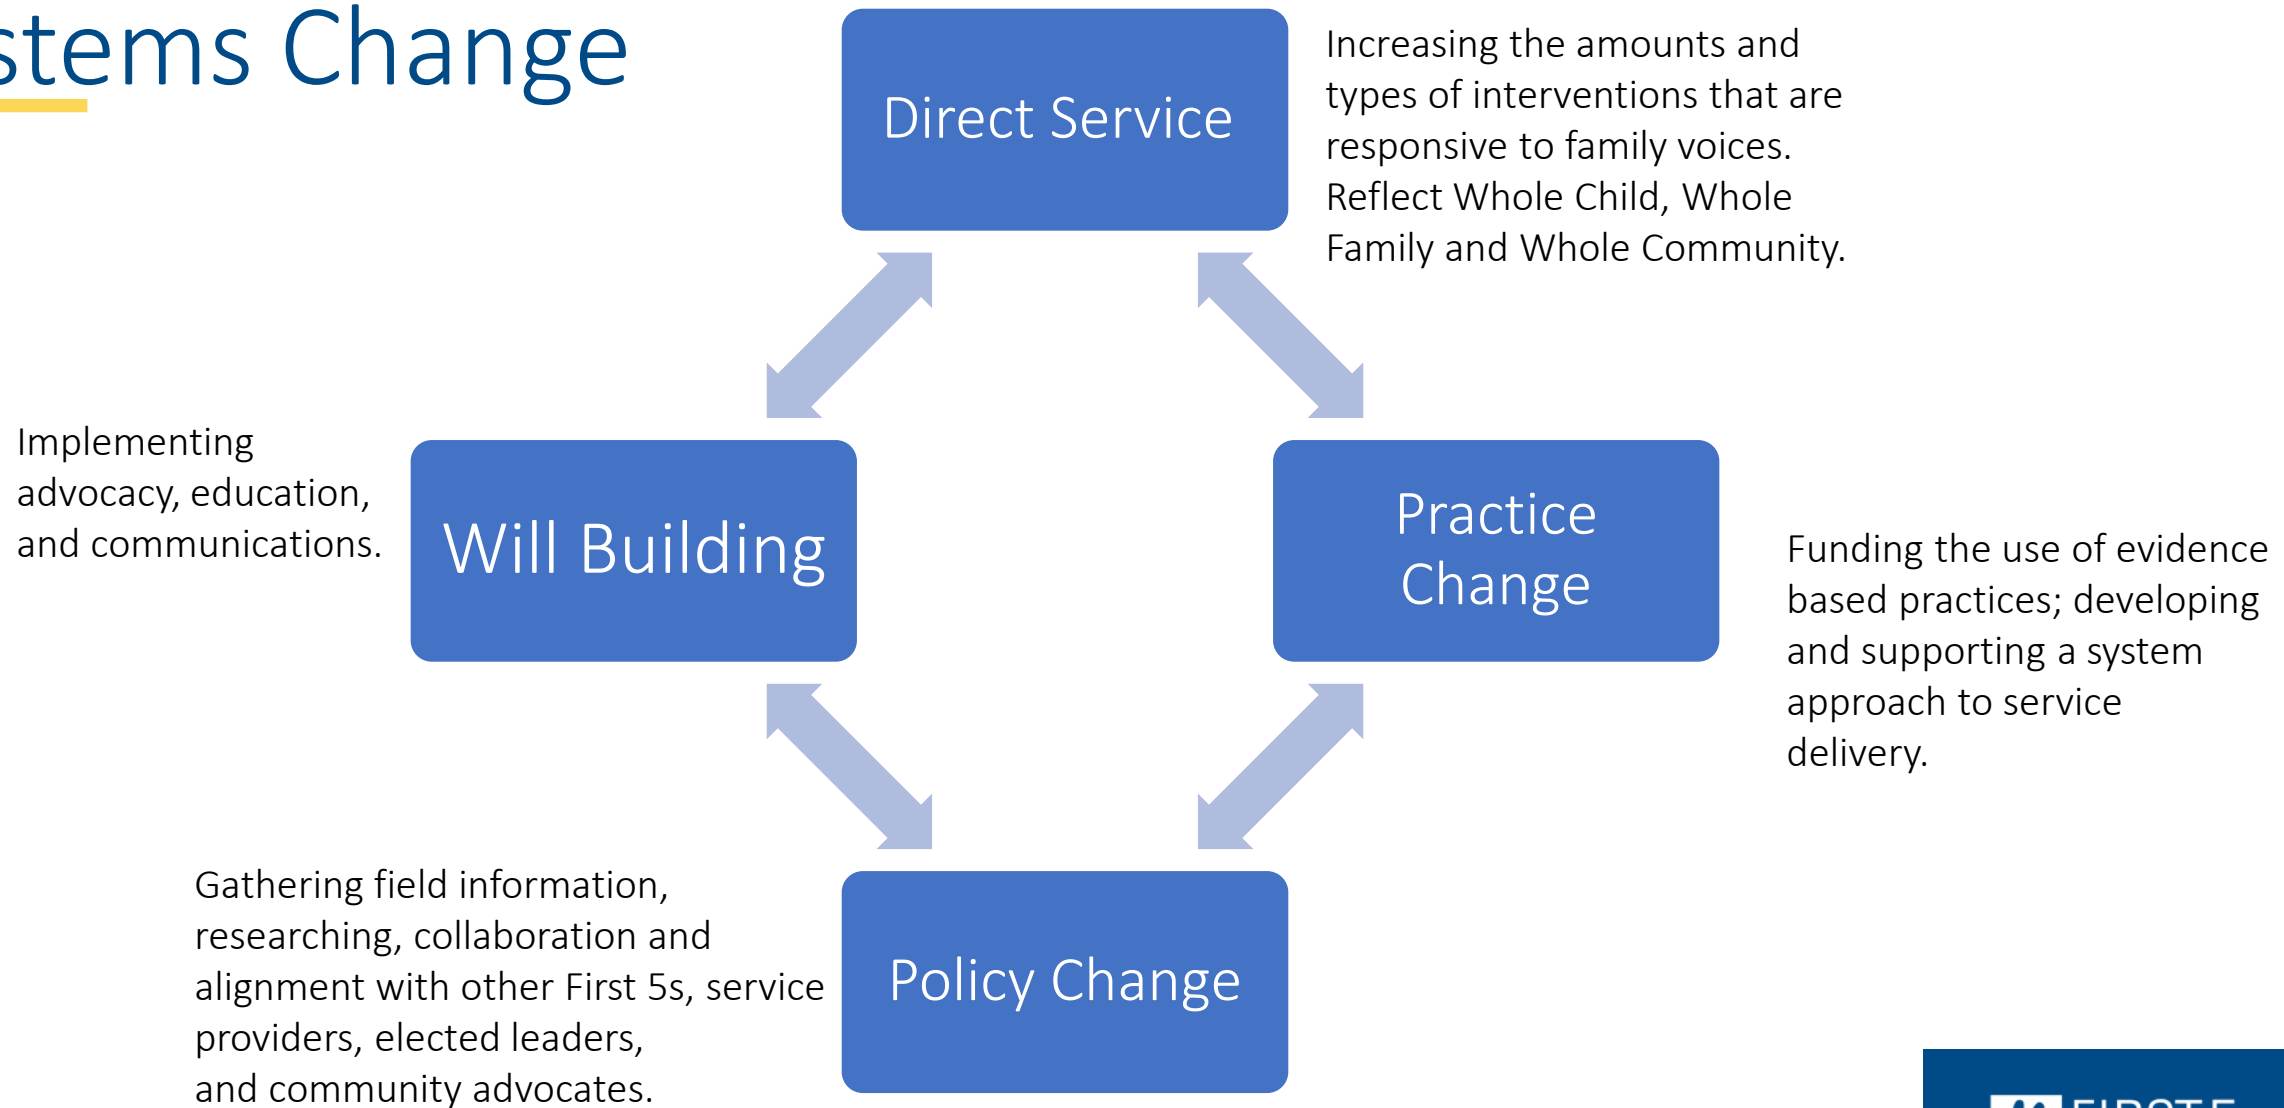 stems Change
Direct Service
Increasing the amounts and
types of interventions that are
responsive to family voices.
Reflect Whole Child, Whole
Family and Whole Community.
Implementing
advocacy, education,
and communications.
Will Building
Practice
Change
Funding the use of evidence
based practices; developing
and supporting a system
approach to service
delivery.
Gathering field information,
researching, collaboration and
alignment with other First 5s, service
providers, elected leaders,
and community advocates.
Policy Change